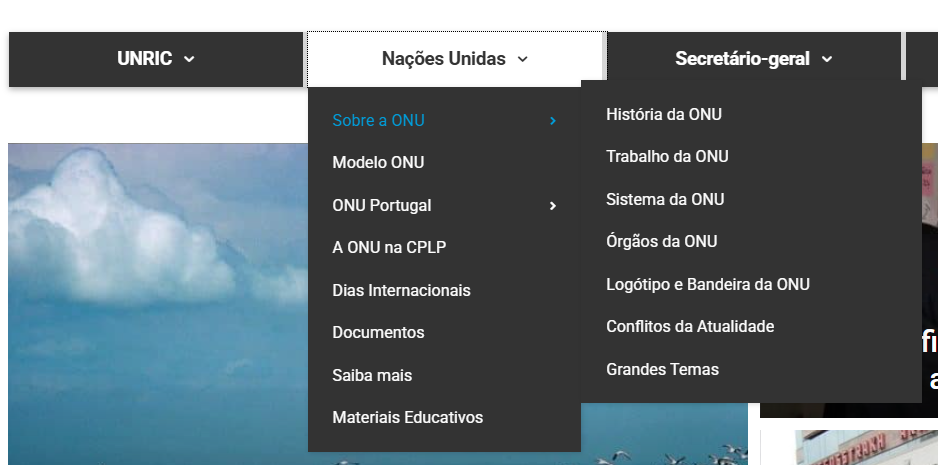 UNRIC
Nações Unidas
Secretário-geral
Sobre a ONU
Modelo ONU
ONU Portugal
A ONU na CPLP
Dias Internacionais
Documentos
Saiba mais
Materiais Educativos
História da ONU
Trabalho da ONU
Sistema da ONU
Órgãos da ONU
Logótipo e Bandeira da ONU
Conflitos da Atualidade
Grandes Temas
fi
a